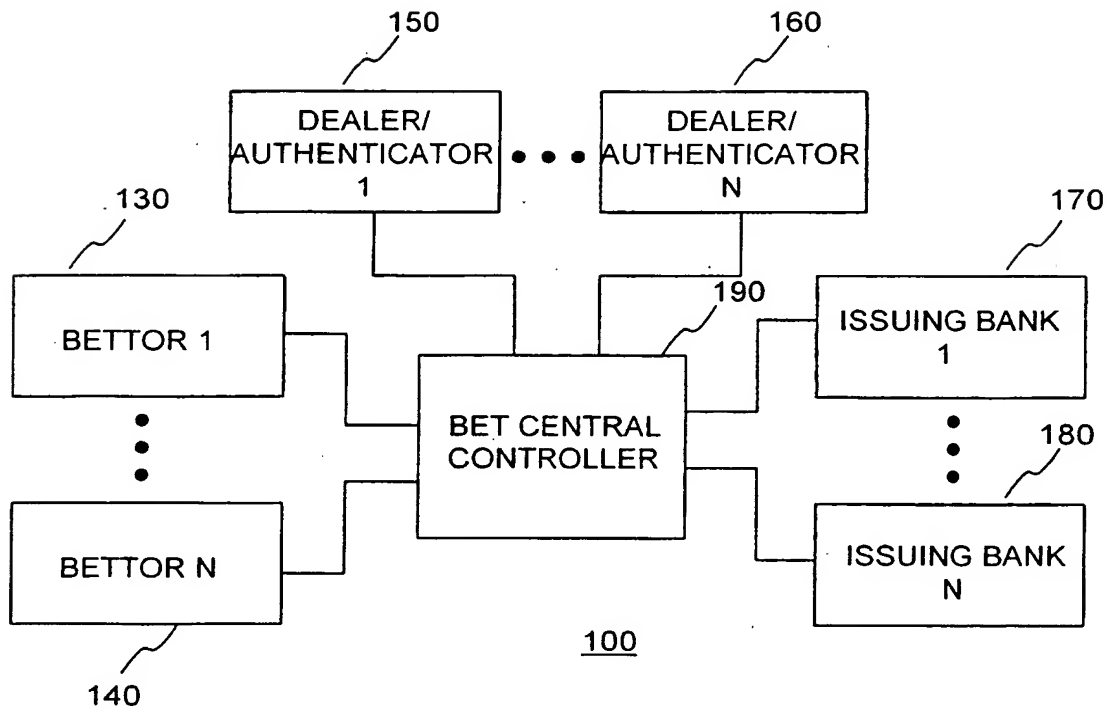 150
160
DEALER/
AUTHENTICATOR
1
DEALER/
AUTHENTICATOR
N
130
170
190
BETTOR 1
ISSUING BANK
1
BET CENTRAL
CONTROLLER
180
BETTOR N
ISSUING BANK
N
100
140